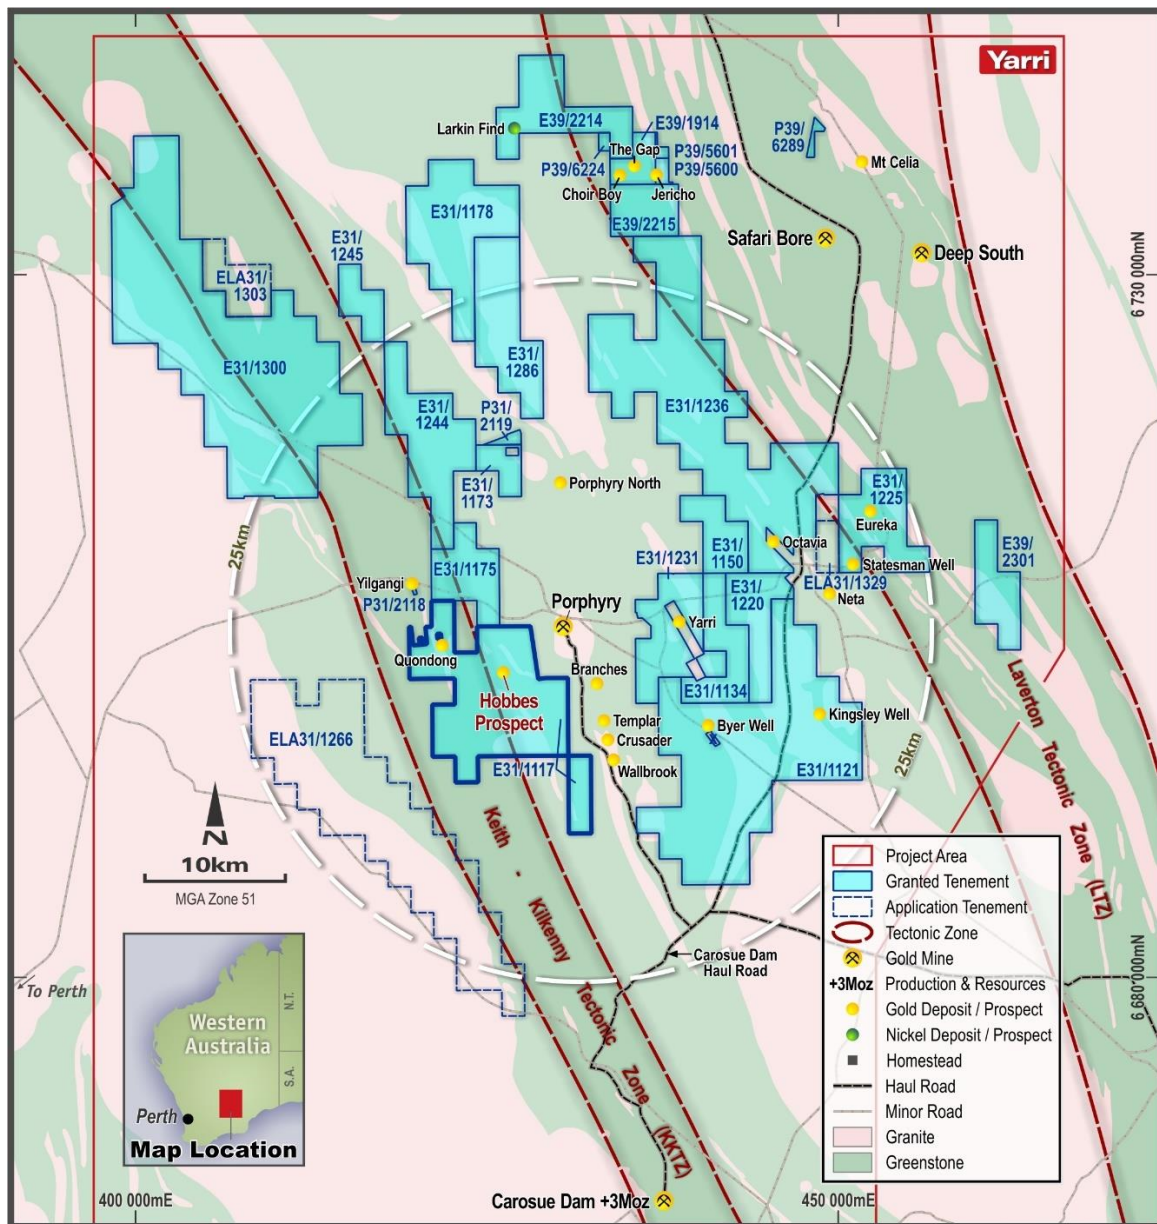 Yarri
Larkin Find
E39/2214
E39/1914
The Gap
P39/5601
P39/6224
P39/5600
Choir Boy
Jericho
E39/2215
P39/
6289
Mt Celia
E31/1178
Safari Bore
Deep South
E31/
1245
ELA31/
1303
6 730 000mN
E31/1300
E31/
1286
E31/
1244
P31/
2119
E31/1236
E31/
1173
Porphyry North
E31/
1225
Eureka
25km
E31/1231
E31/
1150
Octavia
E39/
2301
Statesman Well
E31/1175
Yilgangi
P31/2118
E31/
1220
ELA31/1329
Neta
Porphyry
Yarri
Quondong
Branches
E31/1134
Hobbes
Prospect
Laverton Tectonic Zone (LTZ)
ELA31/1266
Templar
Crusader
Byer Well
Kingsley Well
25km
E31/1117
Wallbrook
E31/1121
N
10km
MGA Zone 51
Keith - Kilkenny Tectonic Zone (KKTZ)
Project Area
Granted Tenement
Application Tenement
Tectonic Zone
Gold Mine
+3Moz Production & Resources
Gold Deposit / Prospect
Nickel Deposit / Prospect
Homestead
Haul Road
Minor Road
Granite
Greenstone
Carosue Dam
Haul Road
6 680 000mN
To Perth
Western
Australia
N.T.
S.A.
Perth
Map Location
400 000mE
Carosue Dam +3Moz
450 000mE